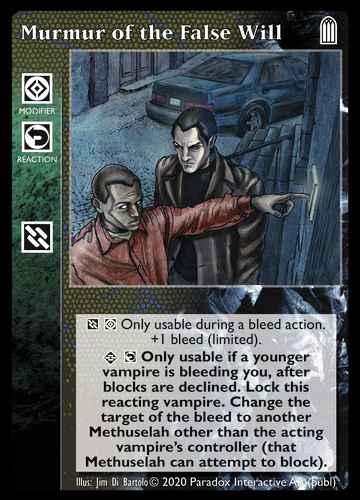 Murmur of the False Will
MODIFIER
REACTION
Only usable during a bleed action.
+1 bleed (limited).
Only usable if a younger
vampire is bleeding you, after
blocks are declined. Lock this
reacting vampire. Change the
target of the bleed to another
Methuselah other than the acting
vampire's controller (that
Methuselah can attempt to block).
Illus: Jim Di Bartolo © 2020 Paradox Interactive